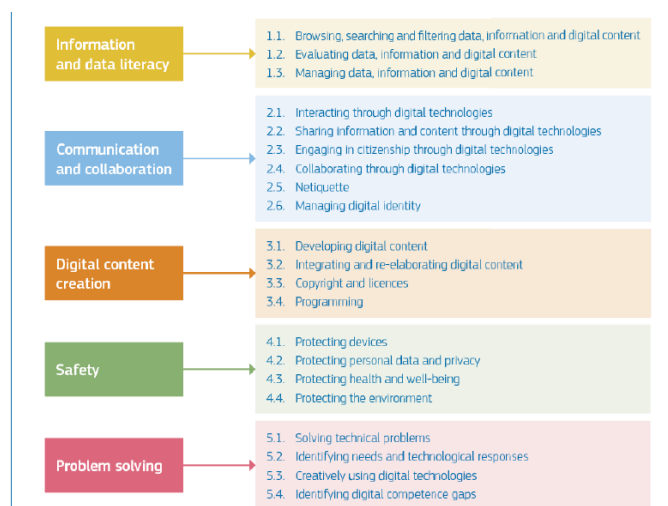 Information
and data literacy
1.1. Browsing, searching and filtering data, information and digital content
1.2. Evaluating data, information and digital content
1.3. Managing data, information and digital content
Communication
and collaboration
2.1. Interacting through digital technologies
2.2. Sharing information and content through digital technologies
2.3. Engaging in citizenship through digital technologies
2.4. Collaborating through digital technologies
2.5. Netiquette
2.6. Managing digital identity
Digital content
creation
3.1. Developing digital content
3.2. Integrating and re-elaborating digital content
3.3. Copyright and licences
3.4. Programming
Safety
4.1. Protecting devices
4.2. Protecting personal data and privacy
4.3. Protecting health and well-being
4.4. Protecting the environment
Problem solving
5.1. Solving technical problems
5.2. Identifying needs and technological responses
5.3. Creatively using digital technologies
5.4. Identifying digital competence gaps